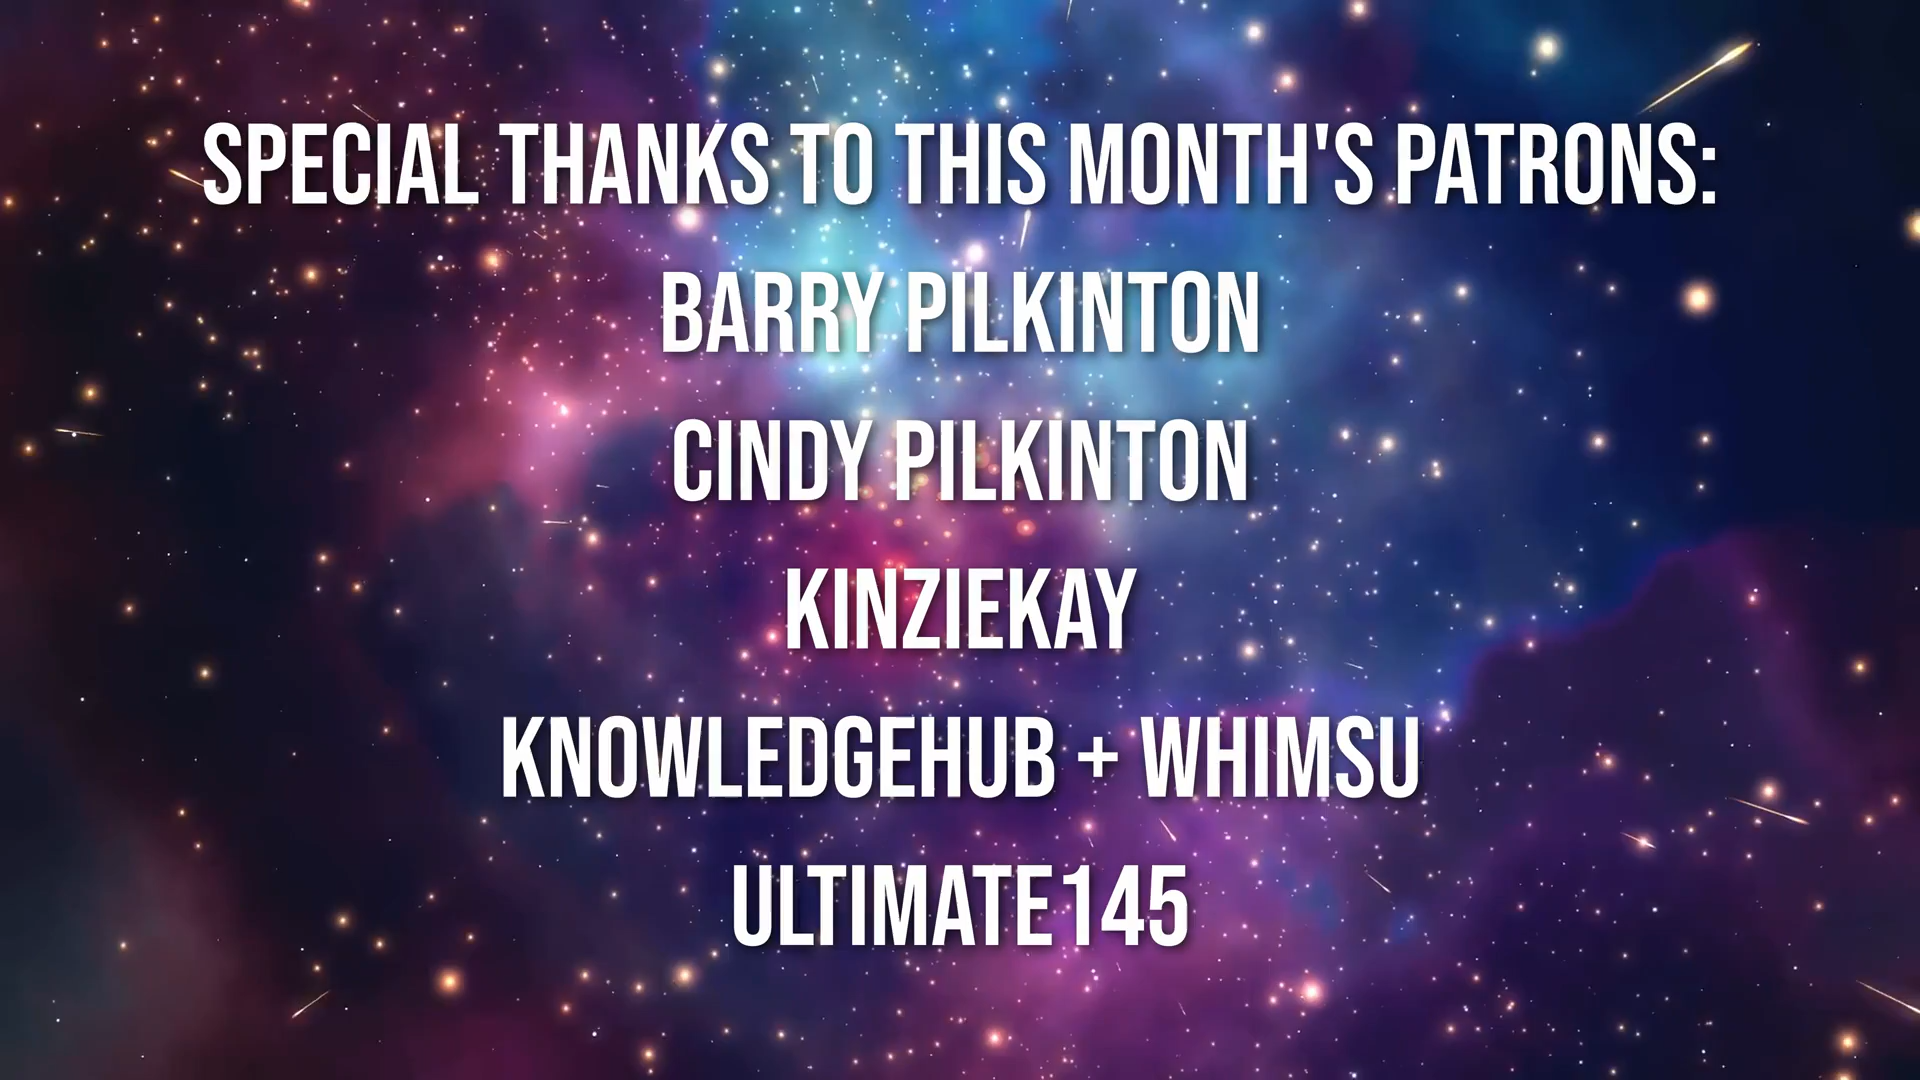 SPECIAL THANKS TO THIS MONTH'S PATRONS:
BARRY PILKINTON
CINDY PILKINTON
KINZIEKAY
KNOWLEDGEHUB + WHIMSU
ULTIMATE145